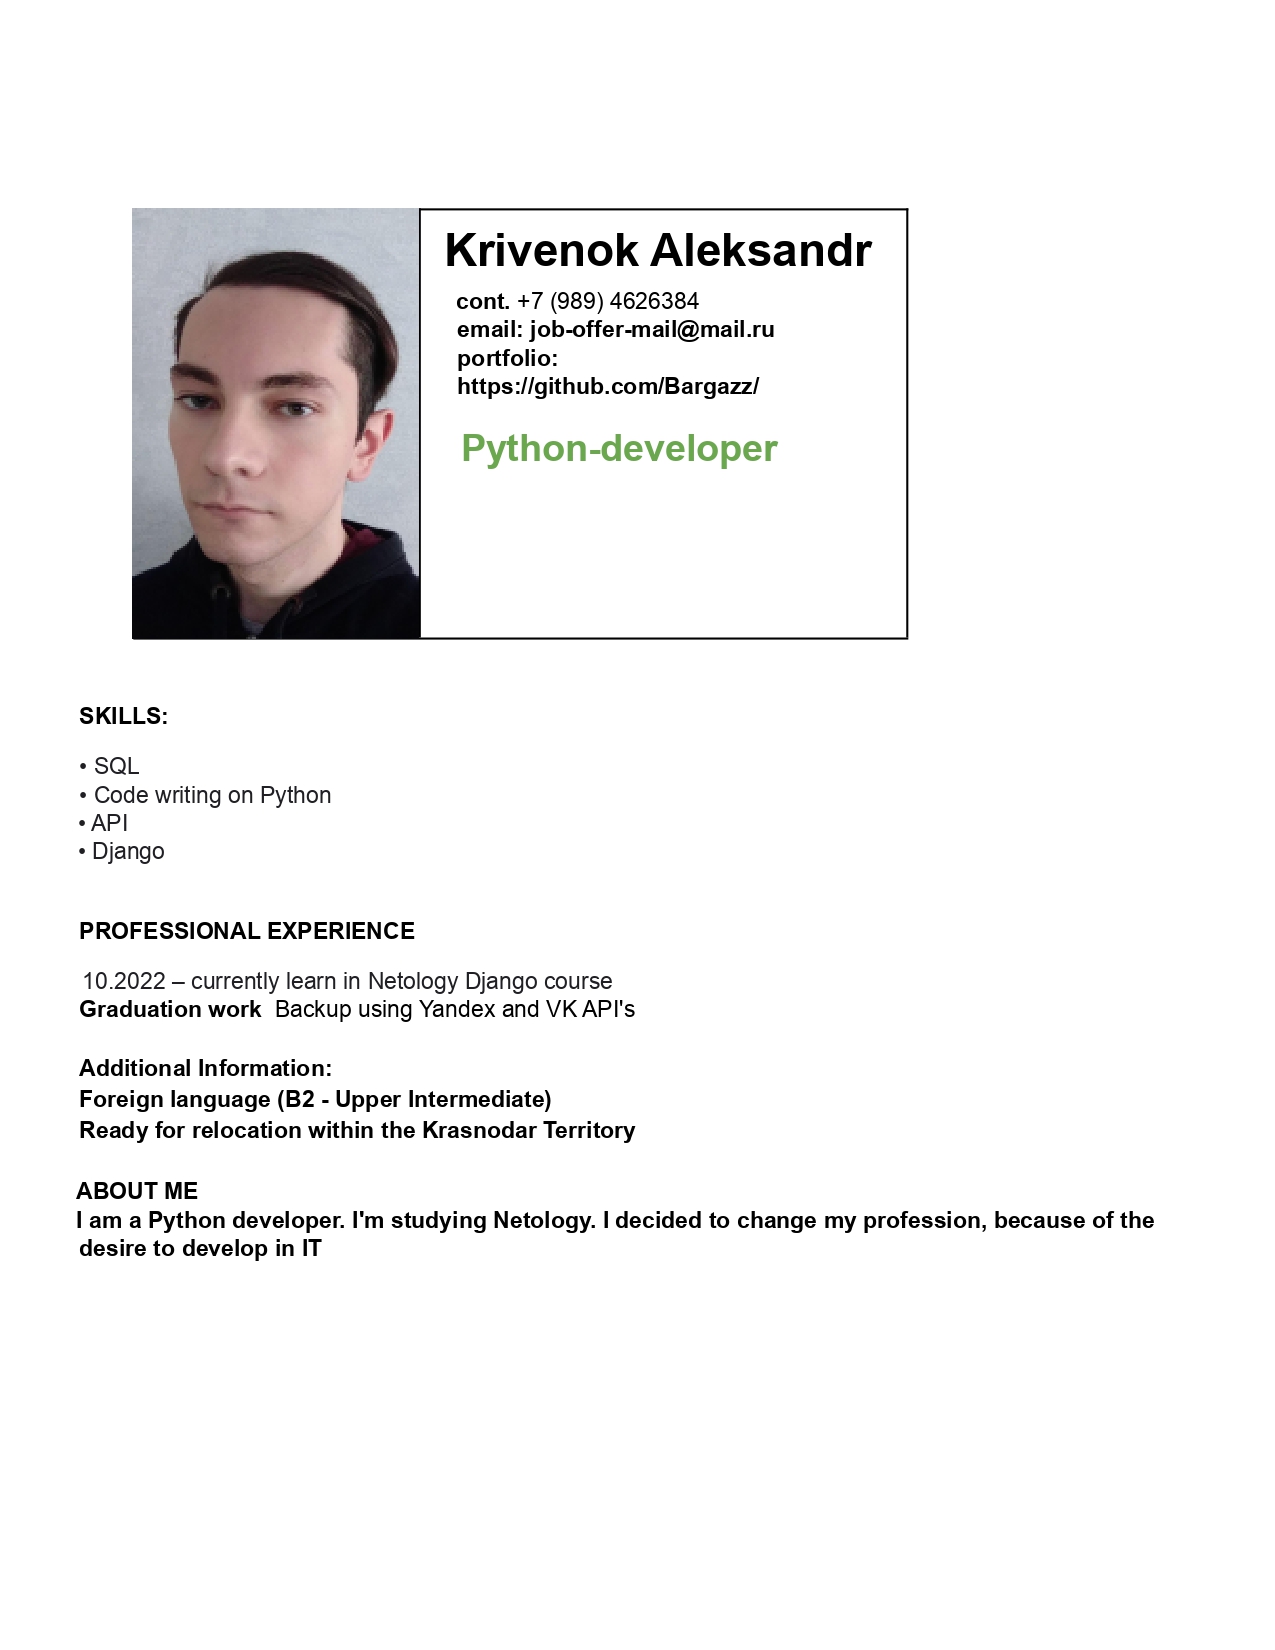 Krivenok Aleksandr
cont. +7 (989) 4626384
email: job-offer-mail@mail.ru
portfolio:
https://github.com/Bargazz/
Python-developer
SKILLS:
• SQL
• Code writing on Python
• API
• Django
PROFESSIONAL EXPERIENCE
10.2022 – currently learn in Netology Django course
Graduation work  Backup using Yandex and VK API's
Additional Information:
Foreign language (B2 - Upper Intermediate)
Ready for relocation within the Krasnodar Territory
ABOUT ME
I am a Python developer. I'm studying Netology. I decided to change my profession, because of the
desire to develop in IT